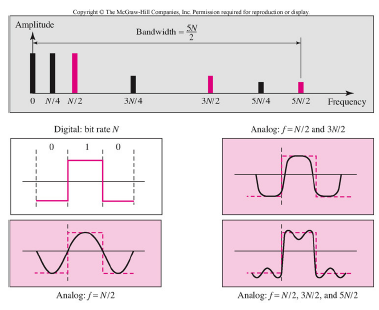 Copyright © The McGraw-Hill Companies, Inc. Permission required for reproduction or display.
Amplitude
Bandwidth = 5N/2
0 N/4 N/2 3N/4 3N/2 5N/4 5N/2 Frequency
Digital: bit rate N
Analog: f = N/2 and 3N/2
0 1 0
Analog: f = N/2
Analog: f = N/2, 3N/2, and 5N/2